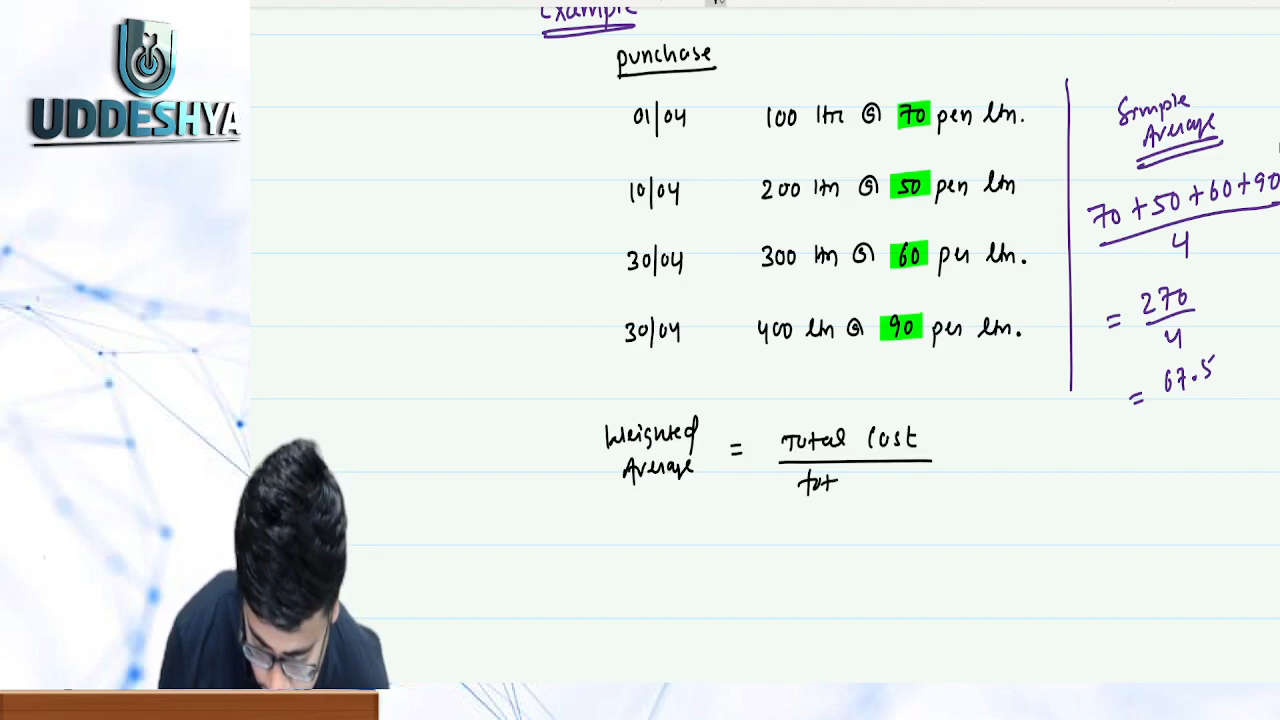 UDDESHYA
Example
purchase
01/04 100 ltr @ 70 per ltr.
10/04 200 ltr @ 50 per ltr
30/04 300 ltr @ 60 per ltr.
30/04 400 ltr @ 90 per ltr.
Simple
Average
70+50+60+90
4
= 270
4
= 67.5
Weighted
Average = Total Cost
tot